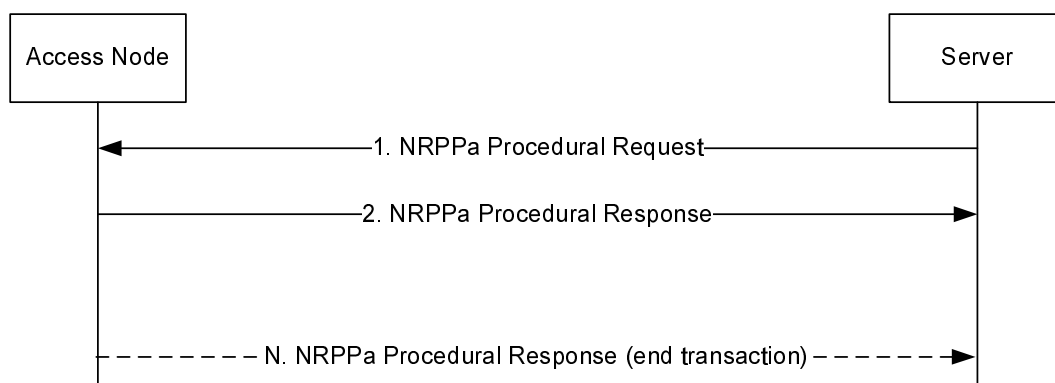 Access Node
Server
1. NRPPa Procedural Request
2. NRPPa Procedural Response
N. NRPPa Procedural Response (end transaction)